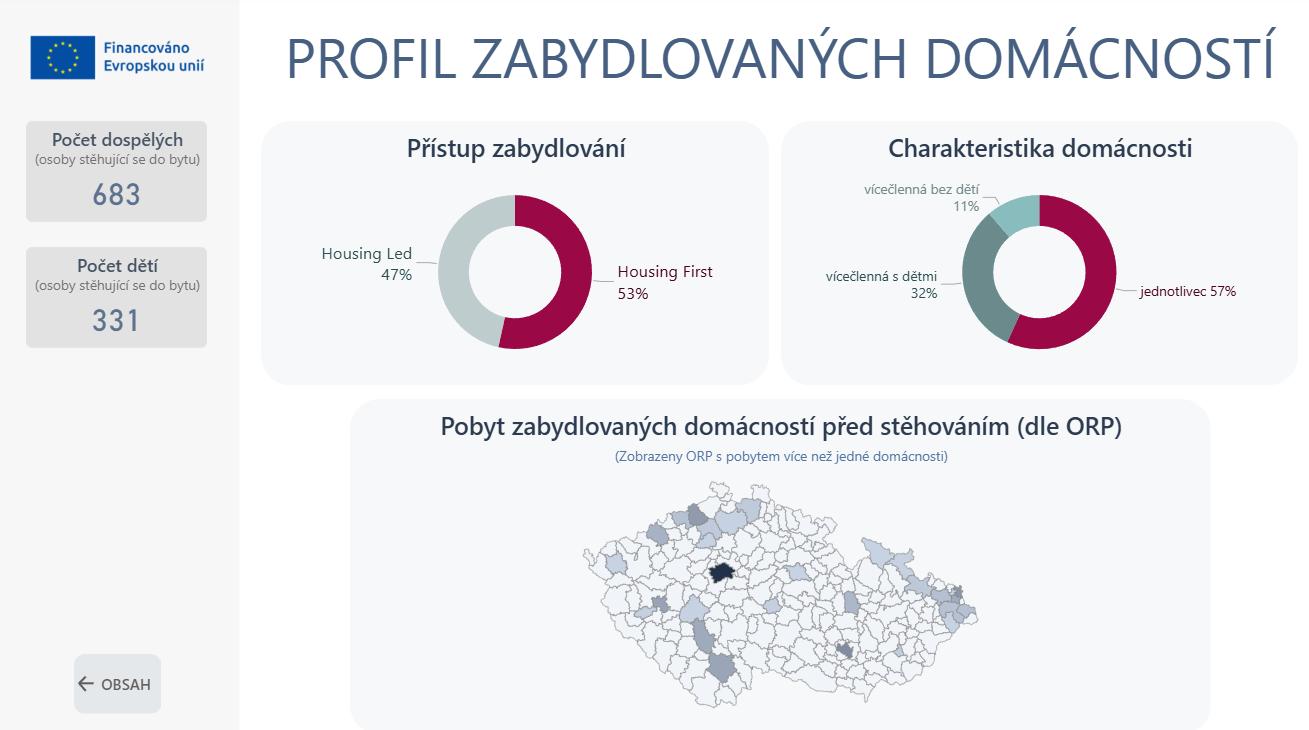 Financováno
Evropskou unií
PROFIL ZABYDLOVANÝCH DOMÁCNOSTÍ
Počet dospělých
(osoby stěhující se do bytu)
683
Počet dětí
(osoby stěhující se do bytu)
331
Přístup zabydlování
Housing Led
47%
Housing First
53%
Charakteristika domácnosti
vícečlenná bez dětí
11%
vícečlenná s dětmi
32%
jednotlivec 57%
Pobyt zabydlovaných domácností před stěhováním (dle ORP)
(Zobrazeny ORP s pobytem více než jedné domácnosti)
OBSAH